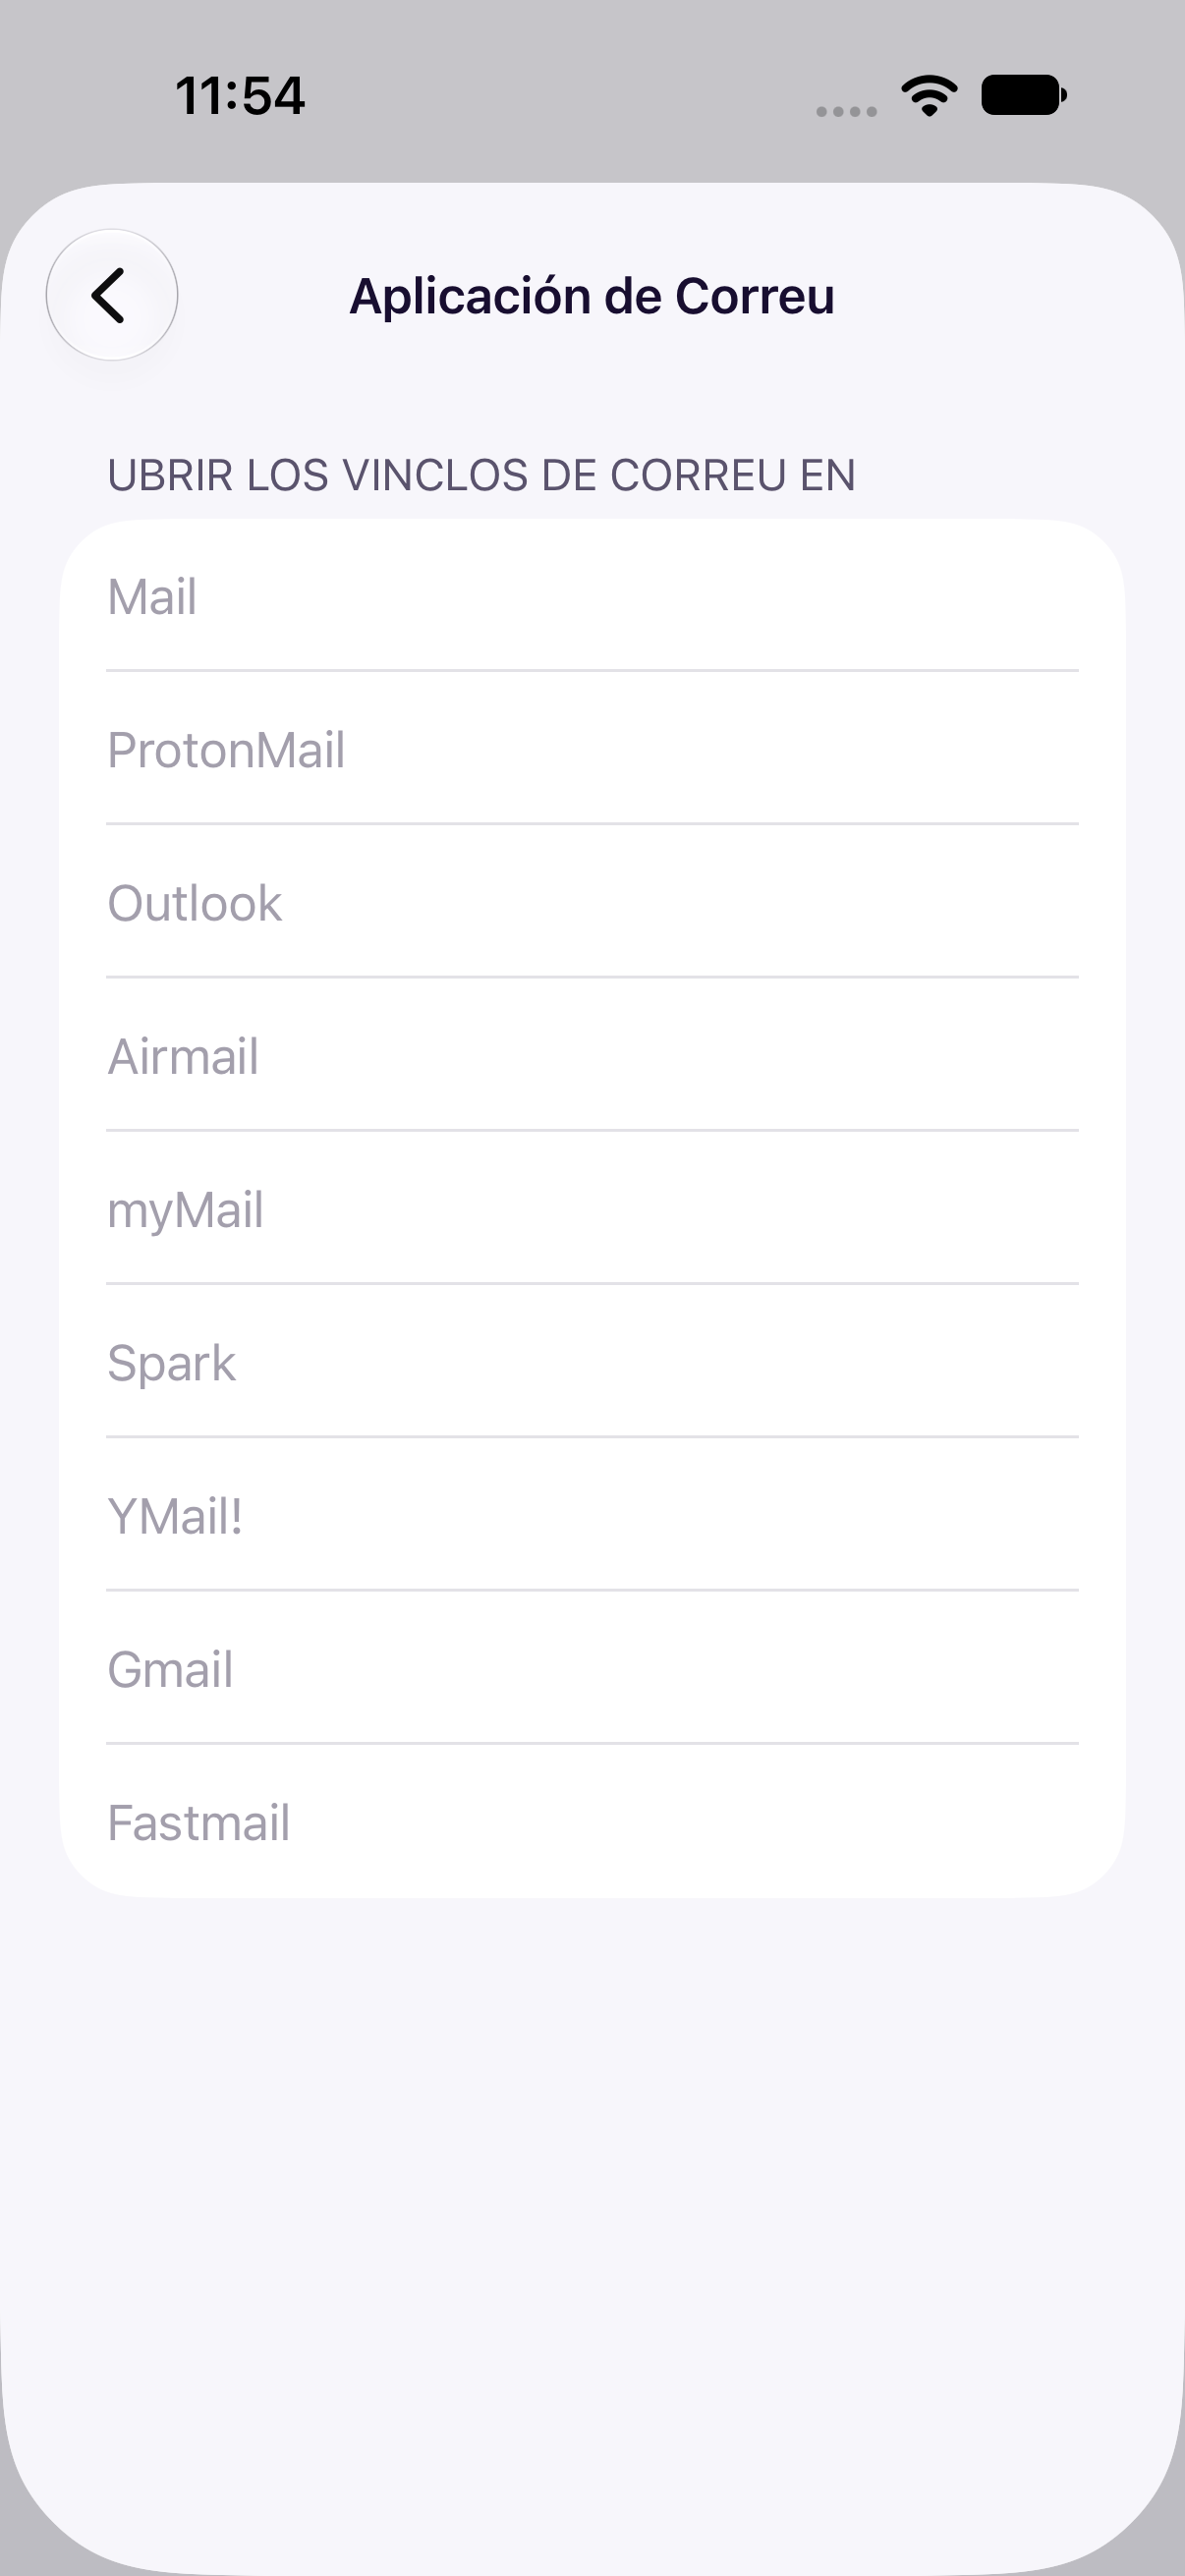 11:54
Aplicación de Correu
UBRIR LOS VINCLOS DE CORREU EN
Mail
ProtonMail
Outlook
Airmail
myMail
Spark
YMail!
Gmail
Fastmail